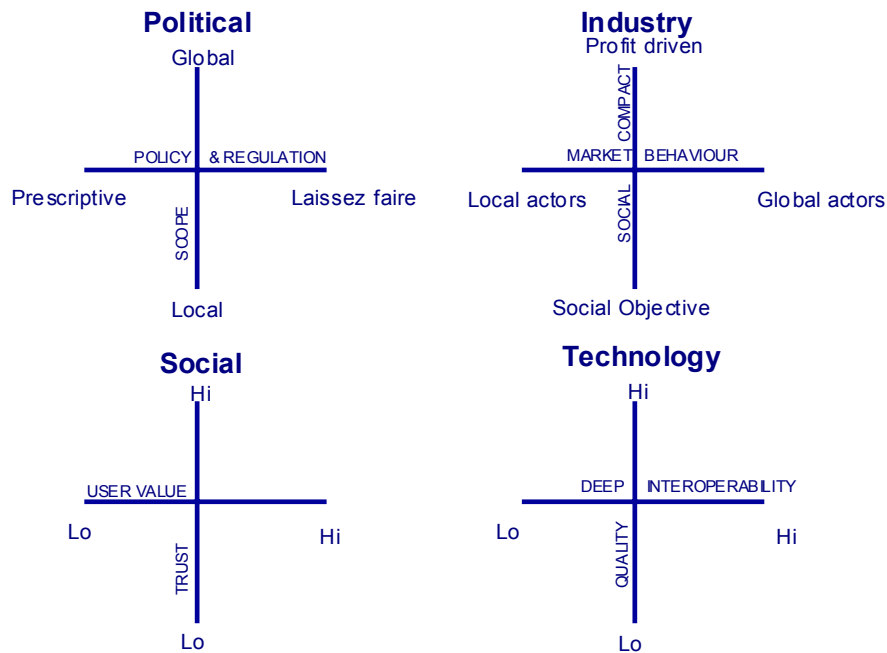 Political
Global
POLICY & REGULATION
Prescriptive
Laissez faire
SCOPE
Local
Industry
Profit driven
COMPACT
MARKET BEHAVIOUR
Local actors
Global actors
SOCIAL
Social Objective
Social
Hi
USER VALUE
Lo
Hi
TRUST
Lo
Technology
Hi
DEEP INTEROPERABILITY
Lo
Hi
QUALITY
Lo